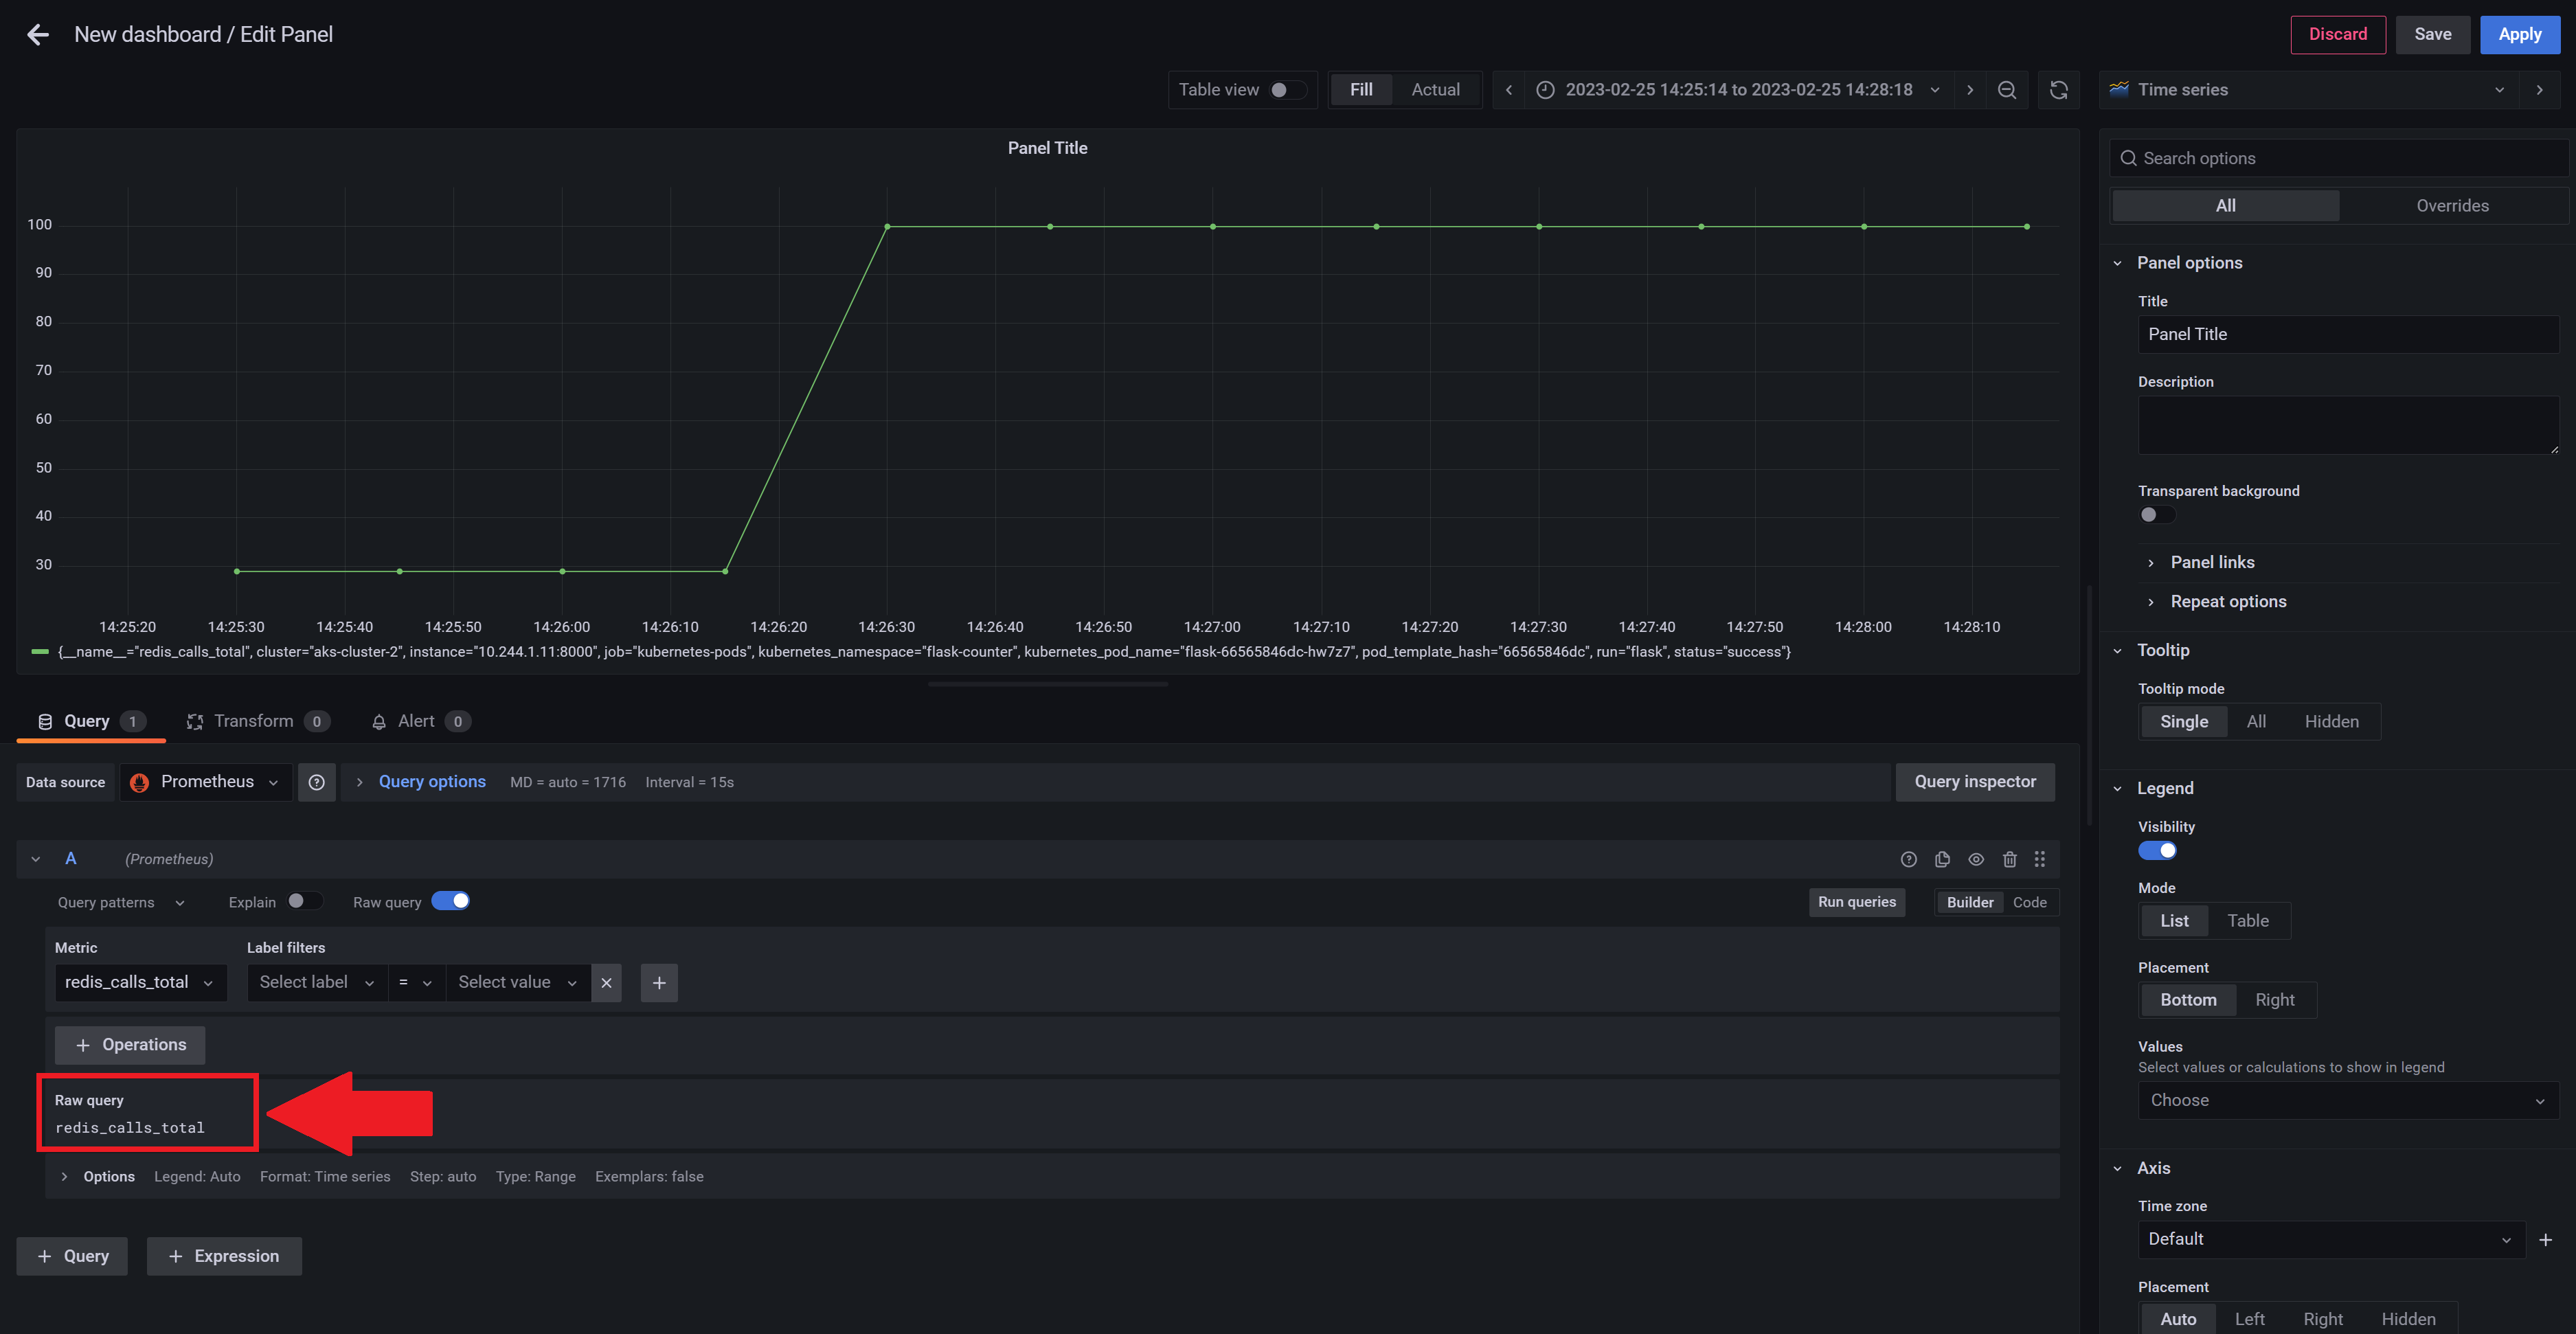 New dashboard / Edit Panel
Discard
Save
Apply
Table view
Fill
Actual
2023-02-25 14:25:14 to 2023-02-25 14:28:18
Time series
Panel Title
100
90
80
70
60
50
40
30
14:25:20 14:25:30 14:25:40 14:25:50 14:26:00 14:26:10 14:26:20 14:26:30 14:26:40 14:26:50 14:27:00 14:27:10 14:27:20 14:27:30 14:27:40 14:27:50 14:28:00 14:28:10
{__name__="redis_calls_total", cluster="aks-cluster-2", instance="10.244.1.11:8000", job="kubernetes-pods", kubernetes_namespace="flask-counter", kubernetes_pod_name="flask-66565846dc-hw7z7", pod_template_hash="66565846dc", run="flask", status="success"}
Query 1 Transform 0 Alert 0
Data source Prometheus Query options MD = auto = 1716 Interval = 15s Query inspector
A (Prometheus)
Query patterns Explain Raw query Run queries Builder Code
Metric Label filters
redis_calls_total Select label = Select value
+ Operations
Raw query
redis_calls_total
Options Legend: Auto Format: Time series Step: auto Type: Range Exemplars: false
+ Query + Expression
Search options
All Overrides
Panel options
Title
Panel Title
Description
Transparent background
Panel links
Repeat options
Tooltip
Tooltip mode
Single All Hidden
Legend
Visibility
Mode
List Table
Placement
Bottom Right
Values
Select values or calculations to show in legend
Choose
Axis
Time zone
Default
Placement
Auto Left Right Hidden